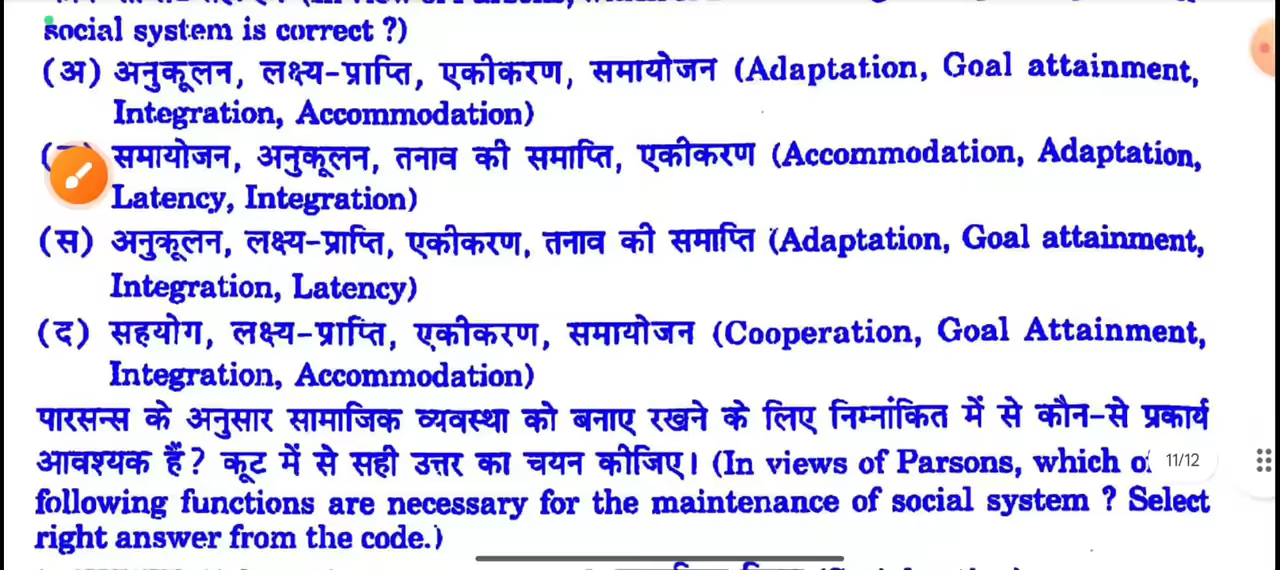 social system is correct ?)
(अ) अनुकूलन, लक्ष्य-प्राप्ति, एकीकरण, समायोजन (Adaptation, Goal attainment,
Integration, Accommodation)
समायोजन, अनुकूलन, तनाव की समाप्ति, एकीकरण (Accommodation, Adaptation,
Latency, Integration)
(स) अनुकूलन, लक्ष्य-प्राप्ति, एकीकरण, तनाव की समाप्ति (Adaptation, Goal attainment,
Integration, Latency)
(द) सहयोग, लक्ष्य-प्राप्ति, एकीकरण, समायोजन (Cooperation, Goal Attainment,
Integration, Accommodation)
पारसन्स के अनुसार सामाजिक व्यवस्था को बनाए रखने के लिए निम्नांकित में से कौन-से प्रकार्य
आवश्यक हैं? कूट में से सही उत्तर का चयन कीजिए। (In views of Parsons, which
11/12
following functions are necessary for the maintenance of social system ? Select
right answer from the code.)